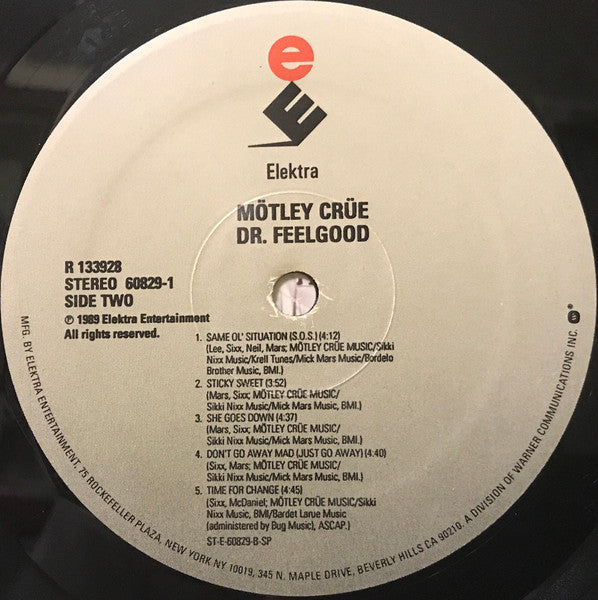 e
E
Elektra
MÖTLEY CRÜE
DR. FEELGOOD
R 133928
STEREO 60829-1
SIDE TWO
℗ 1989 Elektra Entertainment
All rights reserved.
1. SAME OL' SITUATION (S.O.S.) (4:12)
(Lee, Sixx, Neil, Mars; MÖTLEY CRÜE MUSIC/Sikki
Nixx Music/Krell Tunes/Mick Mars Music/Bordelo
Brother Music, BMI.)
2. STICKY SWEET (3:52)
(Mars, Sixx; MÖTLEY CRÜE MUSIC/
Sikki Nixx Music/Mick Mars Music, BMI.)
3. SHE GOES DOWN (4:37)
(Mars, Sixx; MÖTLEY CRÜE MUSIC/
Sikki Nixx Music/Mick Mars Music, BMI.)
4. DON'T GO AWAY MAD (JUST GO AWAY) (4:40)
(Sixx, Mars; MÖTLEY CRÜE MUSIC/
Sikki Nixx Music/Mick Mars Music, BMI.)
5. TIME FOR CHANGE (4:45)
(Sixx, McDaniel; MÖTLEY CRÜE MUSIC/Sikki
Nixx Music, BMI/Bardet Larue Music
(administered by Bug Music), ASCAP.)
ST-E-60829-B-SP
MFG. BY ELEKTRA ENTERTAINMENT, 75 ROCKEFELLER PLAZA, NEW YORK NY 10019, 345 N. MAPLE DRIVE, BEVERLY HILLS CA 90210. A DIVISION OF WARNER COMMUNICATIONS INC. ®